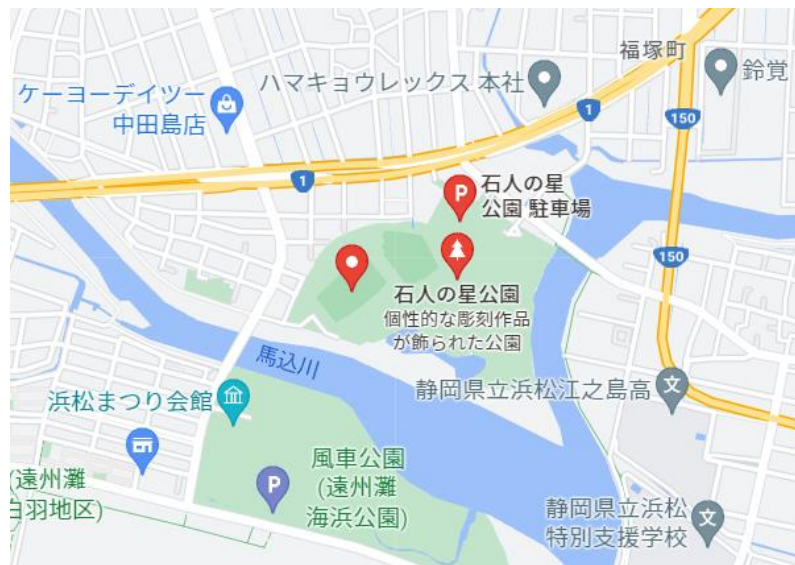 福塚町
ハマキョウレックス 本社
鈴覚
ケーヨーデイツー
中田島店
1
150
1
P
石人の星
公園 駐車場
150
石人の星公園
個性的な彫刻作品
が飾られた公園
馬込川
静岡県立浜松江之島高
文
浜松まつり会館
風車公園
(遠州灘
海浜公園)
P
(遠州灘
白羽地区)
静岡県立浜松
特別支援学校
文